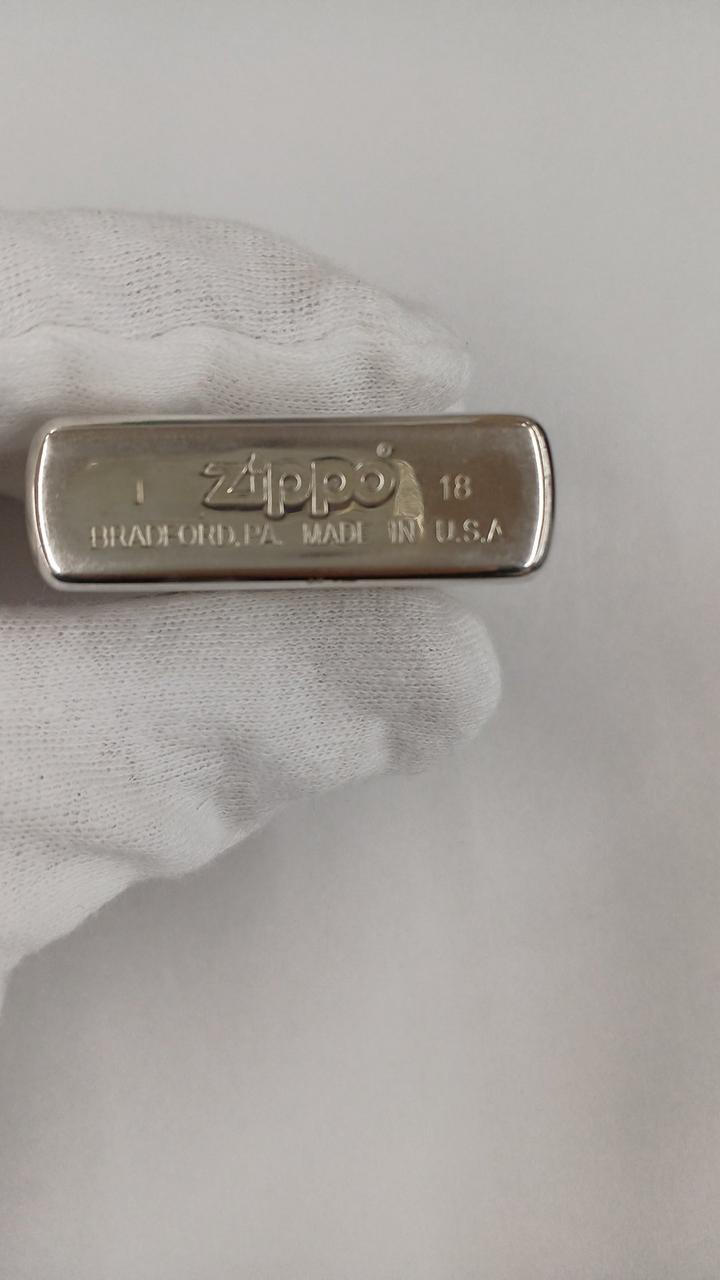 I Zippo® 18
BRADFORD, PA. MADE IN U.S.A